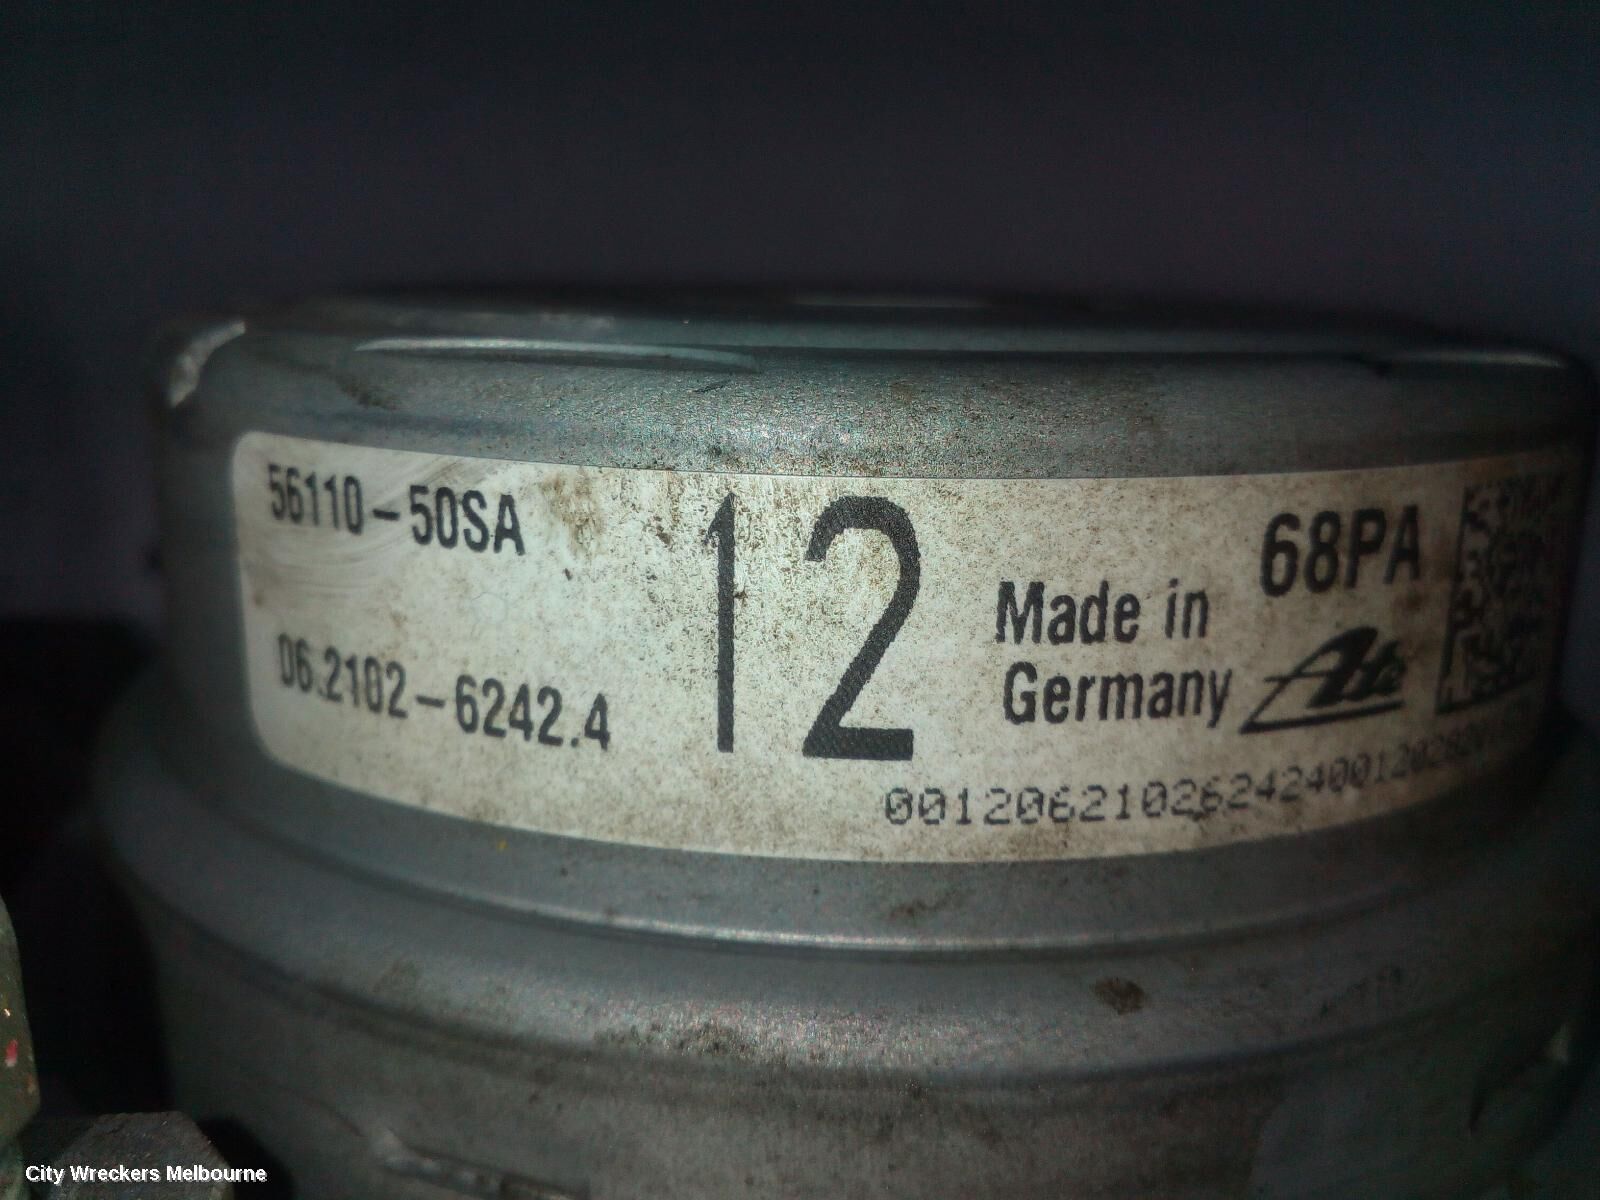 56110-50SA
06.2102-6242.4
12
Made in
Germany
68PA
Ate
City Wreckers Melbourne